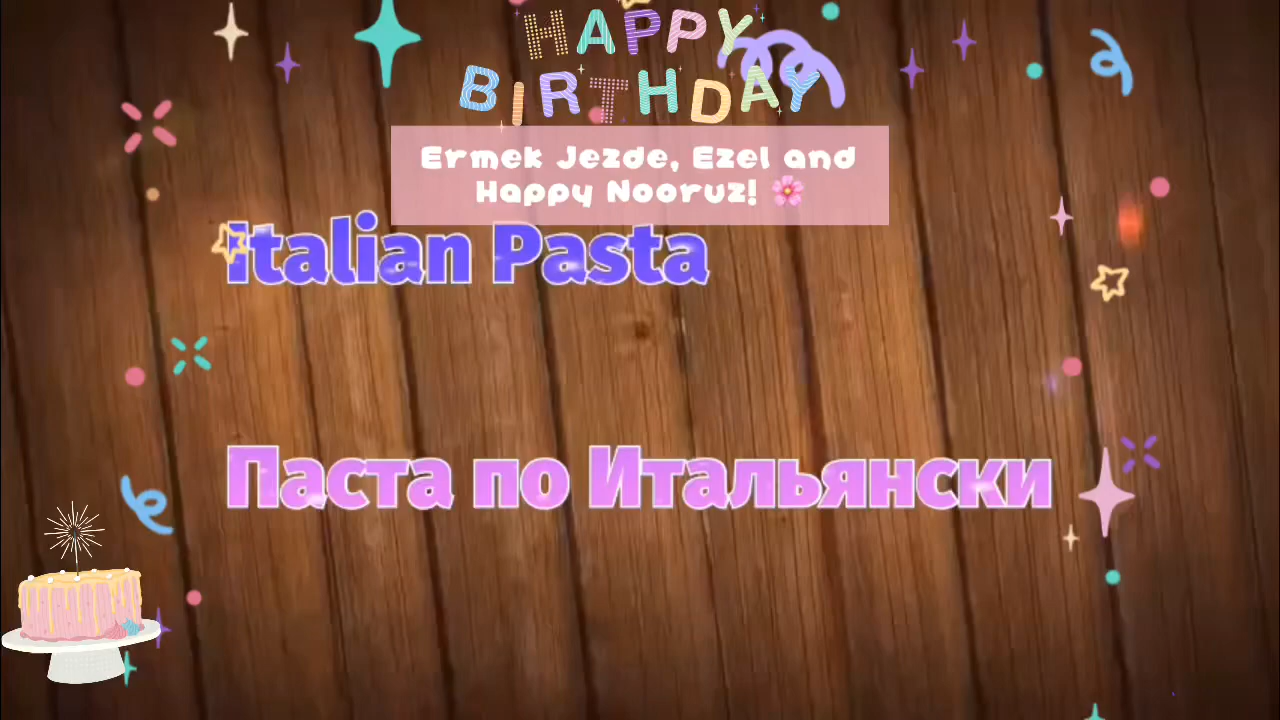 HAPPY
BIRTHDAY
Ermek Jezde, Ezel and
Happy Nooruz! 🌸
italian Pasta
Паста по Итальянски